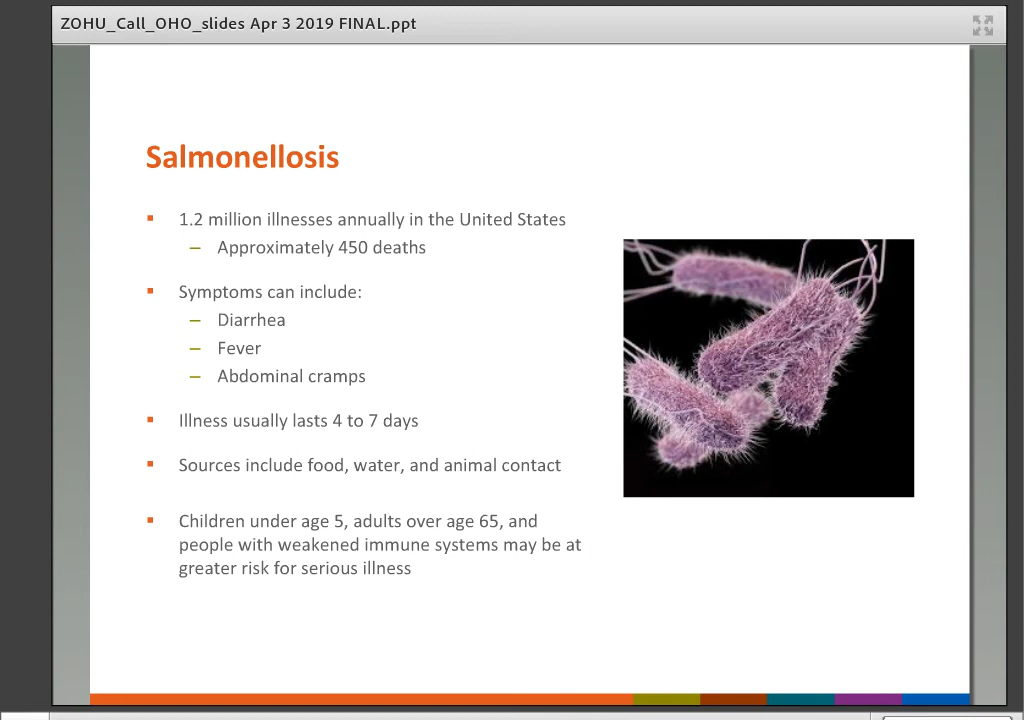 ZOHU_Call_OHO_slides Apr 3 2019 FINAL.ppt
Salmonellosis
▪ 1.2 million illnesses annually in the United States
– Approximately 450 deaths
▪ Symptoms can include:
– Diarrhea
– Fever
– Abdominal cramps
▪ Illness usually lasts 4 to 7 days
▪ Sources include food, water, and animal contact
▪ Children under age 5, adults over age 65, and
people with weakened immune systems may be at
greater risk for serious illness